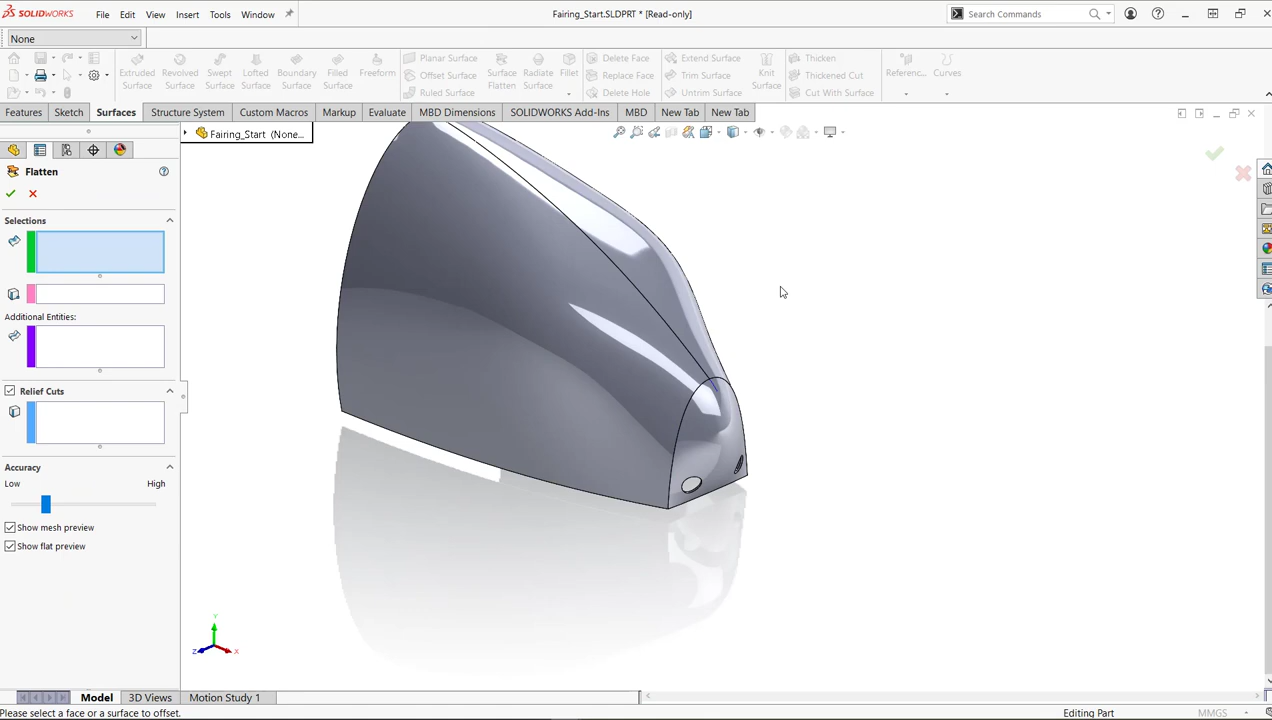 SOLIDWORKS File Edit View Insert Tools Window Fairing_Start.SLDPRT * [Read-only] Search Commands
None
Extruded Surface
Revolved Surface
Swept Surface
Lofted Surface
Boundary Surface
Filled Surface
Freeform
Planar Surface
Offset Surface
Ruled Surface
Surface Flatten
Radiate Surface
Fillet
Delete Face
Replace Face
Delete Hole
Extend Surface
Trim Surface
Untrim Surface
Knit Surface
Thicken
Thickened Cut
Cut With Surface
Referenc...
Curves
Features Sketch Surfaces Structure System Custom Macros Markup Evaluate MBD Dimensions SOLIDWORKS Add-Ins MBD New Tab New Tab
Fairing_Start (None...
Flatten
Selections
Additional Entities:
Relief Cuts
Accuracy
Low High
Show mesh preview
Show flat preview
Y
Z X
Model 3D Views Motion Study 1
Please select a face or a surface to offset. Editing Part MMGS